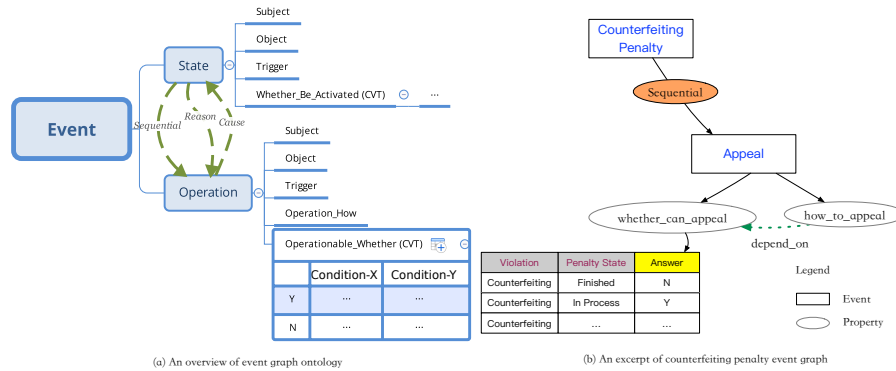 Event
State
Subject
Object
Trigger
Whether_Be_Activated (CVT)
...
Sequential
Reason
Cause
Operation
Subject
Object
Trigger
Operation_How
Operationable_Whether (CVT)
Condition-X Condition-Y
Y ... ...
N ... ...
(a) An overview of event graph ontology
Counterfeiting
Penalty
Sequential
Appeal
whether_can_appeal
how_to_appeal
depend_on
Violation Penalty State Answer
Counterfeiting Finished N
Counterfeiting In Process Y
Counterfeiting ... ...
Legend
Event
Property
(b) An excerpt of counterfeiting penalty event graph